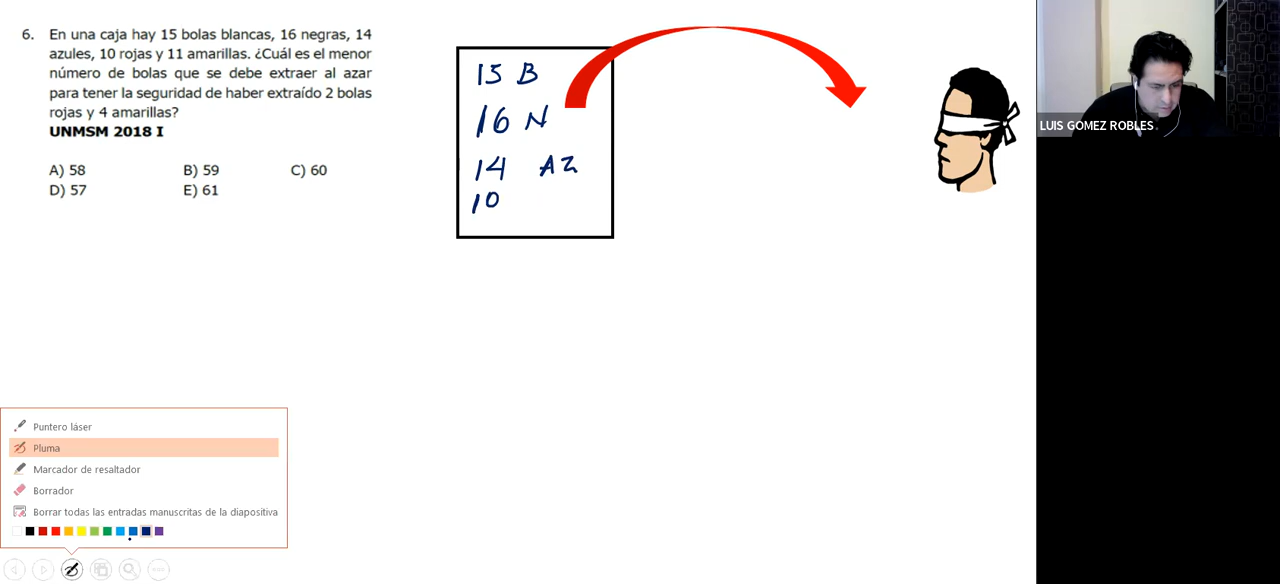 6. En una caja hay 15 bolas blancas, 16 negras, 14
azules, 10 rojas y 11 amarillas. ¿Cuál es el menor
número de bolas que se debe extraer al azar
para tener la seguridad de haber extraído 2 bolas
rojas y 4 amarillas?
UNMSM 2018 I
A) 58 B) 59 C) 60
D) 57 E) 61
15 B
16 N
14 AZ
10
LUIS GOMEZ ROBLES
Puntero láser
Pluma
Marcador de resaltador
Borrador
Borrar todas las entradas manuscritas de la diapositiva